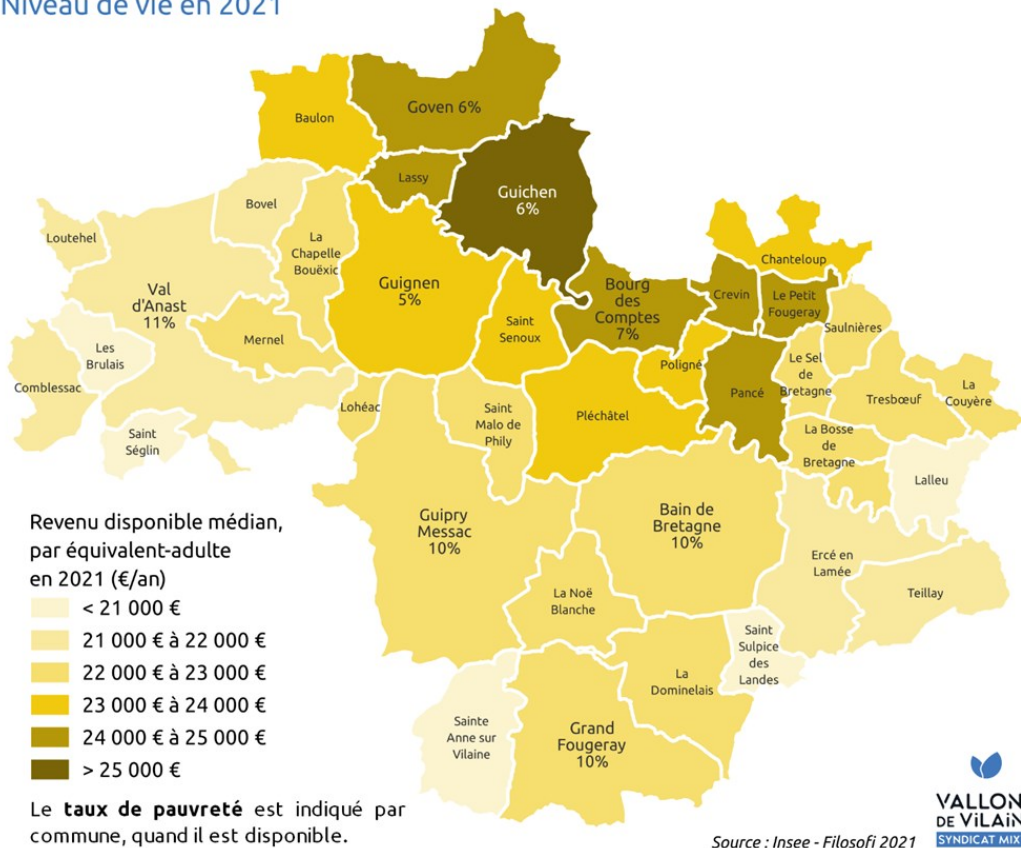 Niveau de vie en 2021
Goven 6%
Baulon
Lassy
Guichen
6%
Bovel
Loutehel
La
Chapelle
Bouëxic
Chanteloup
Guignen
5%
Val
d'Anast
11%
Bourg
des
Comptes
7%
Crevin
Le Petit
Fougeray
Saint
Senoux
Saulnières
Mernel
Les
Brulais
Poligné
Le Sel
de
Bretagne
Comblessac
Pancé
La
Couyère
Tresbœuf
Lohéac
Saint
Malo de
Phily
Pléchâtel
Saint
Séglin
La Bosse
de
Bretagne
Lalleu
Guipry
Messac
10%
Bain de
Bretagne
10%
Ercé en
Lamée
Teillay
La Noë
Blanche
Saint
Sulpice
des
Landes
La
Dominelais
Sainte
Anne sur
Vilaine
Grand
Fougeray
10%
Revenu disponible médian,
par équivalent-adulte
en 2021 (€/an)
< 21 000 €
21 000 € à 22 000 €
22 000 € à 23 000 €
23 000 € à 24 000 €
24 000 € à 25 000 €
> 25 000 €
Le taux de pauvreté est indiqué par
commune, quand il est disponible.
Source : Insee - Filosofi 2021
VALLON
DE ViLAiN
SYNDICAT MIX